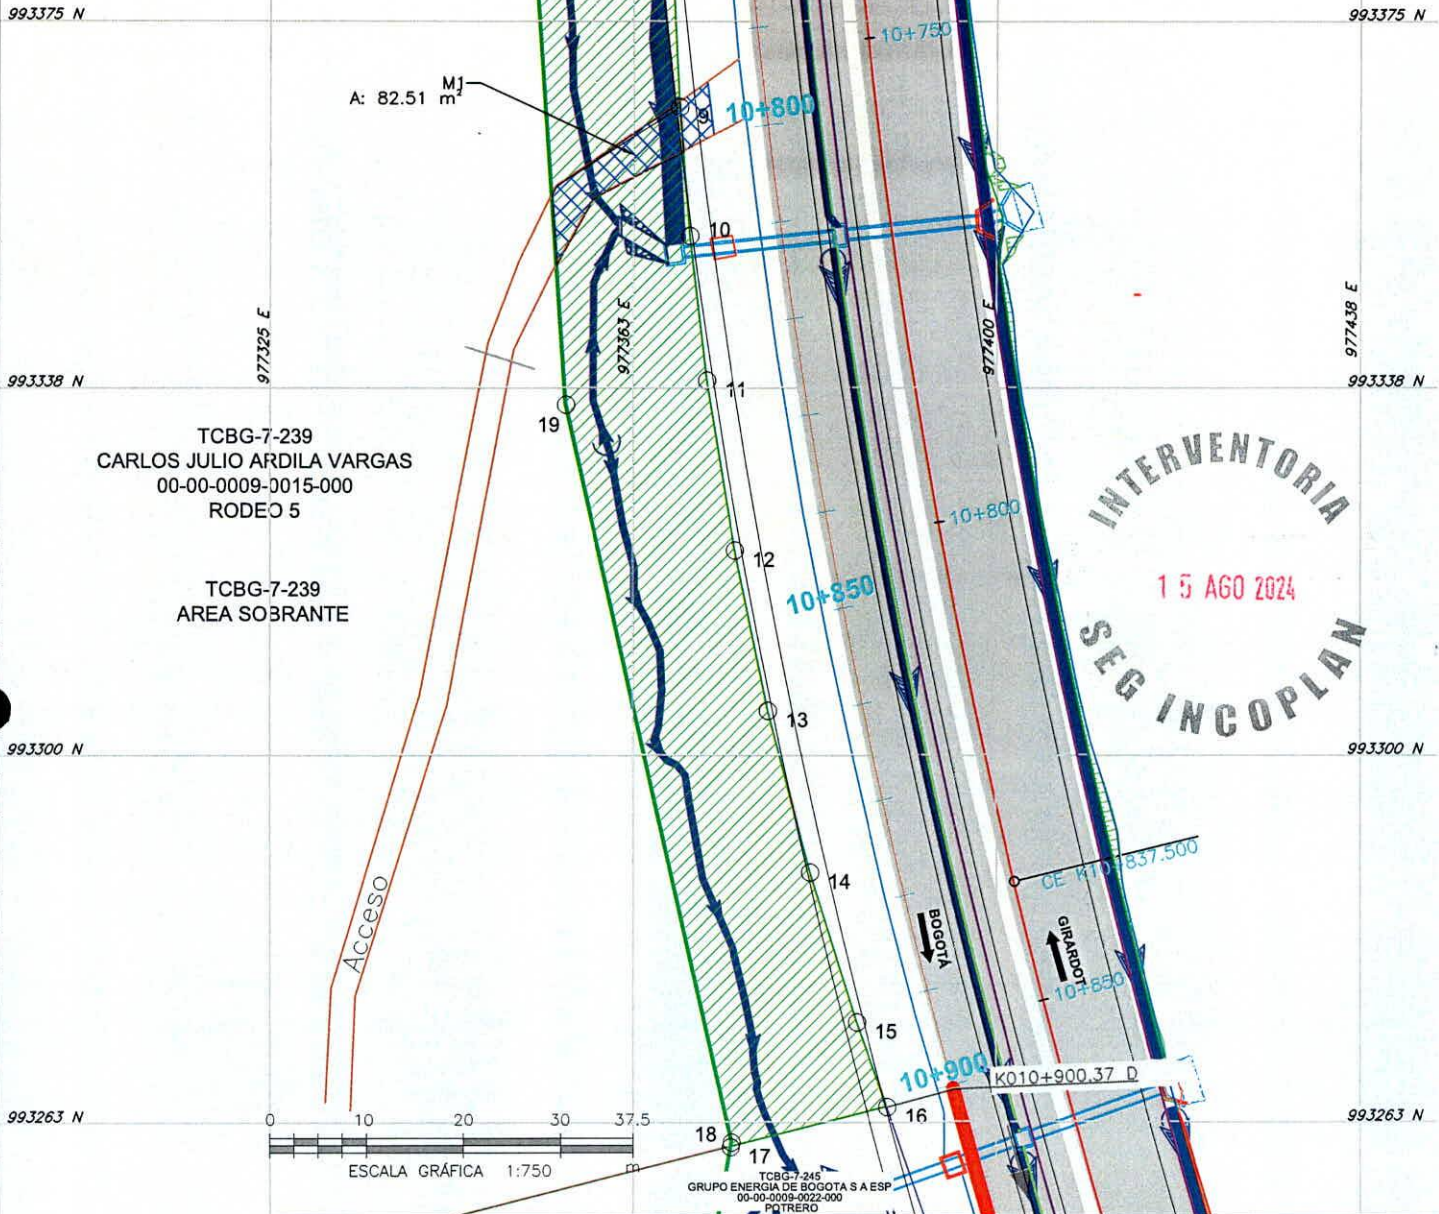 993375 N
993375 N
10+750
M1
A: 82.51 m²
9
10+800
10
977325 E
977363 E
977400 E
977438 E
993338 N
993338 N
11
19
TCBG-7-239
CARLOS JULIO ARDILA VARGAS
00-00-0009-0015-000
RODEO 5
INTERVENTORIA
15 AGO 2024
SEG INCOPLAN
10+800
12
10+850
TCBG-7-239
AREA SOBRANTE
13
993300 N
993300 N
14
CE K10+837.500
Acceso
BOGOTÁ
GIRARDOT
10+850
15
10+900
K010+900.37 D
16
993263 N
993263 N
0 10 20 30 37.5
18
17
ESCALA GRÁFICA 1:750 m
TCBG-7-245
GRUPO ENERGIA DE BOGOTA S A ESP
00-00-0009-0022-000
POTRERO